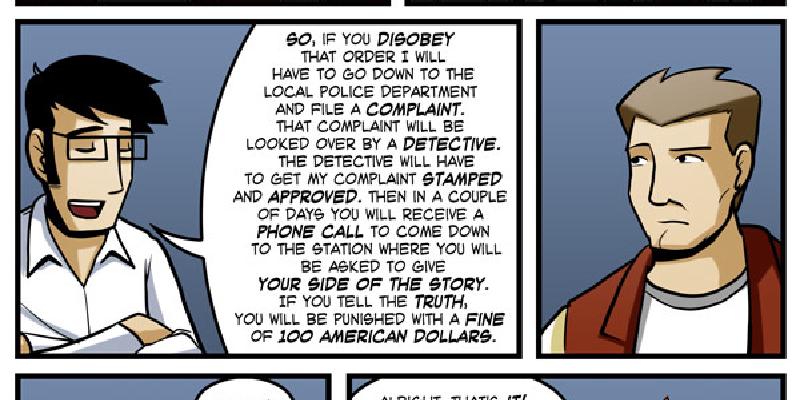 SO, IF YOU DISOBEY
THAT ORDER I WILL
HAVE TO GO DOWN TO THE
LOCAL POLICE DEPARTMENT
AND FILE A COMPLAINT.
THAT COMPLAINT WILL BE
LOOKED OVER BY A DETECTIVE.
THE DETECTIVE WILL HAVE
TO GET MY COMPLAINT STAMPED
AND APPROVED. THEN IN A COUPLE
OF DAYS YOU WILL RECEIVE A
PHONE CALL TO COME DOWN
TO THE STATION WHERE YOU WILL
BE ASKED TO GIVE
YOUR SIDE OF THE STORY.
IF YOU TELL THE TRUTH,
YOU WILL BE PUNISHED WITH A FINE
OF 100 AMERICAN DOLLARS.
ALRIGHT, THAT'S IT!